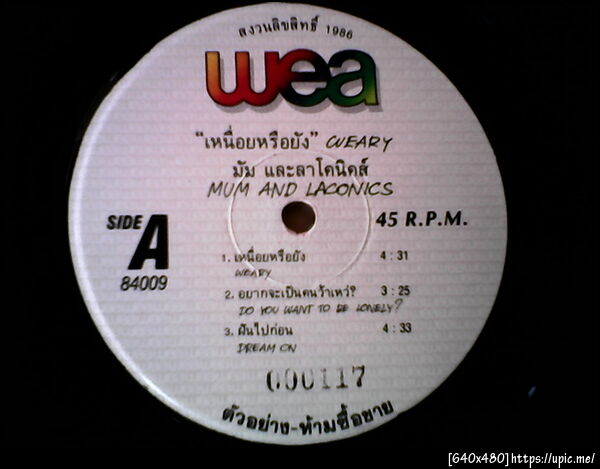 สงวนลิขสิทธิ์ 1986
wea
"เหนื่อยหรือยัง" WEARY
มัม และลาโคนิคส์
MUM AND LACONICS
SIDE A
84009
45 R.P.M.
1. เหนื่อยหรือยัง 4:31
WEARY
2. อยากจะเป็นคนว้าเหว่? 3:25
DO YOU WANT TO BE LONELY?
3. ฝันไปก่อน 4:33
DREAM ON
000117
ตัวอย่าง-ห้ามซื้อขาย
[640x480]https://upic.me/